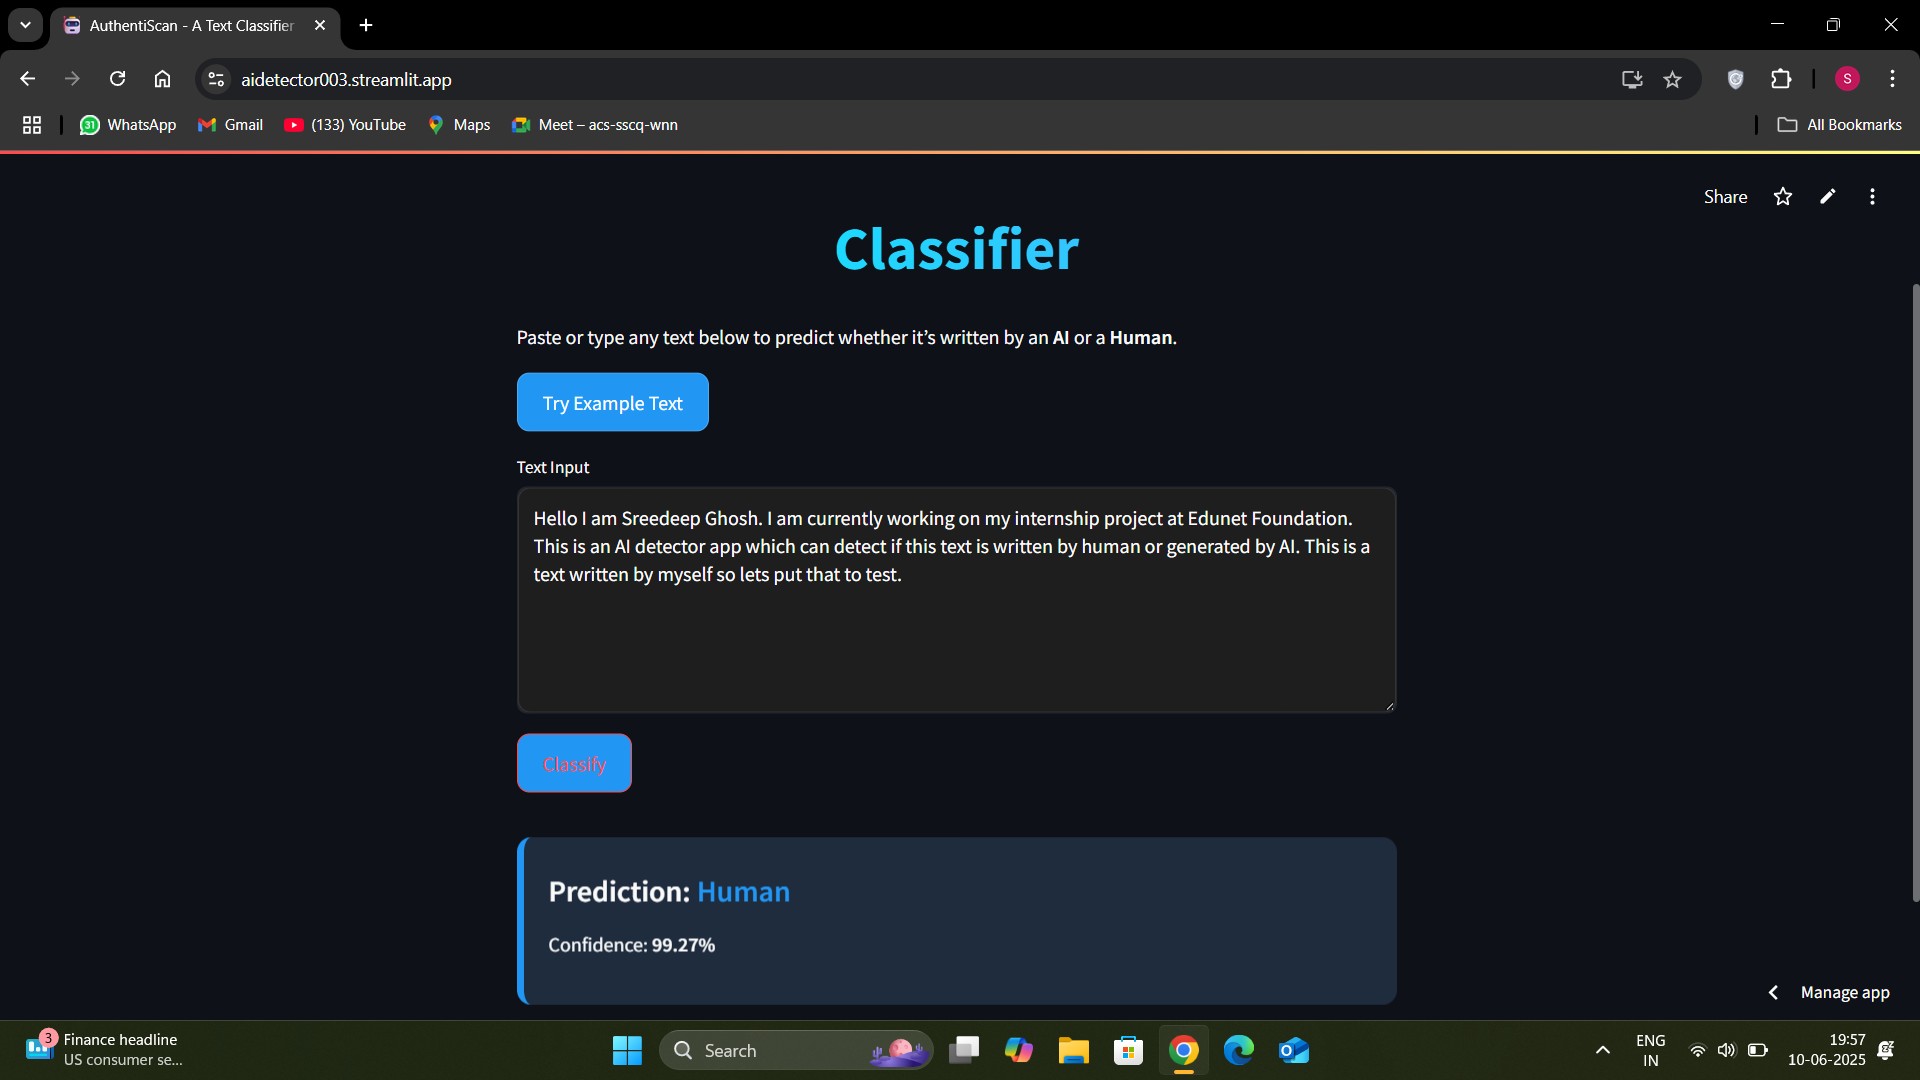 AuthentiScan - A Text Classifier
aidetector003.streamlit.app
S
31 WhatsApp Gmail (133) YouTube Maps Meet – acs-sscq-wnn All Bookmarks
Share
Classifier
Paste or type any text below to predict whether it’s written by an AI or a Human.
Try Example Text
Text Input
Hello I am Sreedeep Ghosh. I am currently working on my internship project at Edunet Foundation.
This is an AI detector app which can detect if this text is written by human or generated by AI. This is a
text written by myself so lets put that to test.
Classify
Prediction: Human
Confidence: 99.27%
Manage app
3 Finance headline
US consumer se...
Search
ENG
IN
19:57
10-06-2025